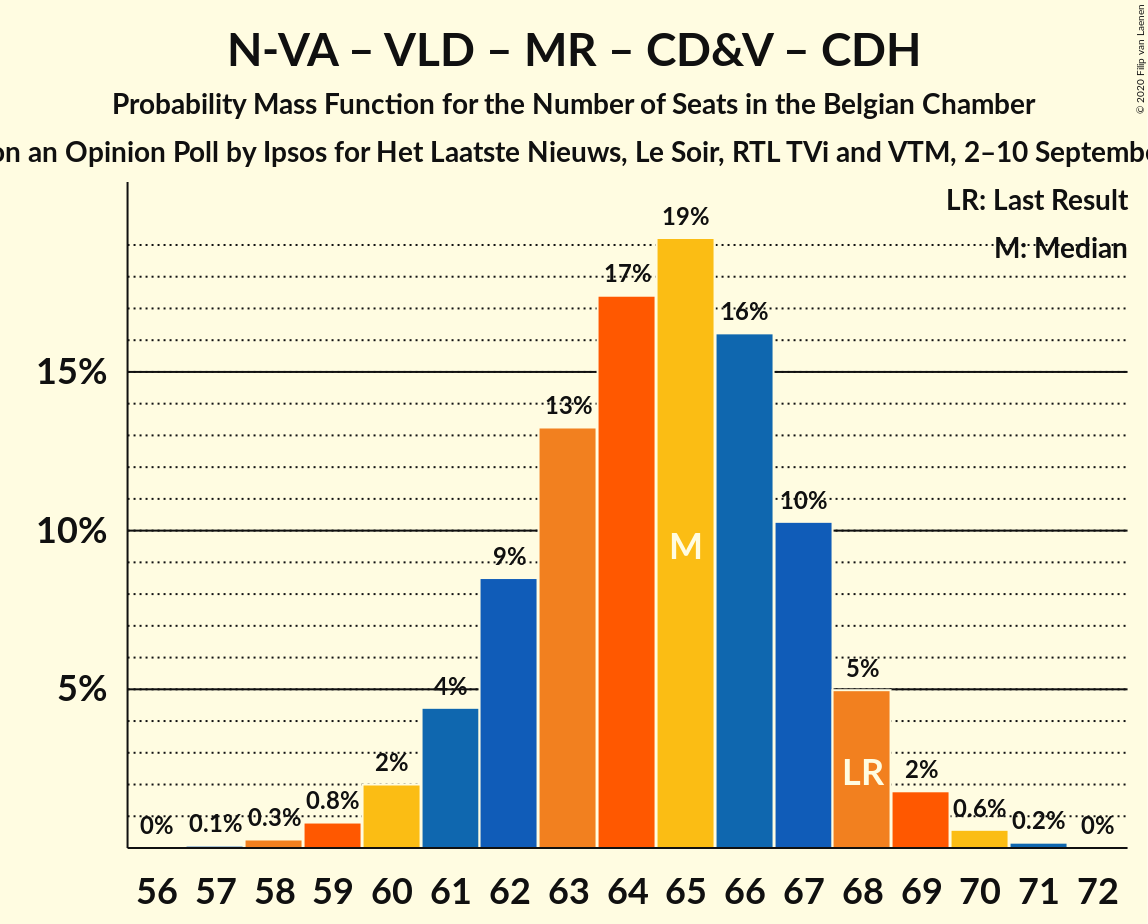 N-VA – VLD – MR – CD&V – CDH
Probability Mass Function for the Number of Seats in the Belgian Chamber
on an Opinion Poll by Ipsos for Het Laatste Nieuws, Le Soir, RTL TVi and VTM, 2–10 Septembe
© 2020 Filip van Laenen
LR: Last Result
M: Median
15%
10%
5%
0%
0.1%
0.3%
0.8%
2%
4%
9%
13%
17%
19%
16%
10%
5%
2%
0.6%
0.2%
0%
M
LR
56 57 58 59 60 61 62 63 64 65 66 67 68 69 70 71 72